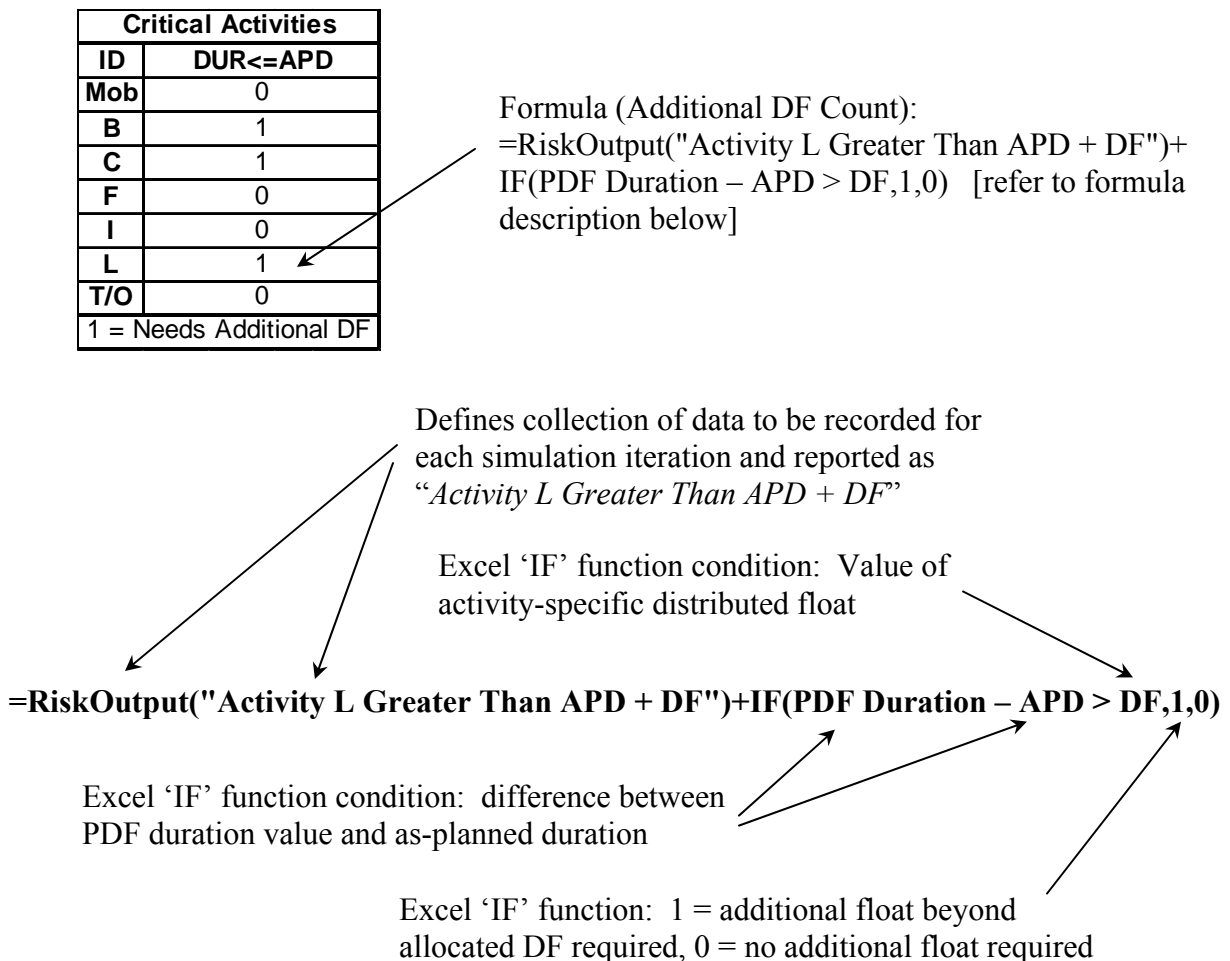 Critical Activities
ID DUR<=APD
Mob 0
B 1
C 1
F 0
I 0
L 1
T/O 0
1 = Needs Additional DF
Formula (Additional DF Count):
=RiskOutput("Activity L Greater Than APD + DF")+
IF(PDF Duration – APD > DF,1,0) [refer to formula
description below]
Defines collection of data to be recorded for
each simulation iteration and reported as
“Activity L Greater Than APD + DF”
Excel ‘IF’ function condition: Value of
activity-specific distributed float
=RiskOutput("Activity L Greater Than APD + DF")+IF(PDF Duration – APD > DF,1,0)
Excel ‘IF’ function condition: difference between
PDF duration value and as-planned duration
Excel ‘IF’ function: 1 = additional float beyond
allocated DF required, 0 = no additional float required